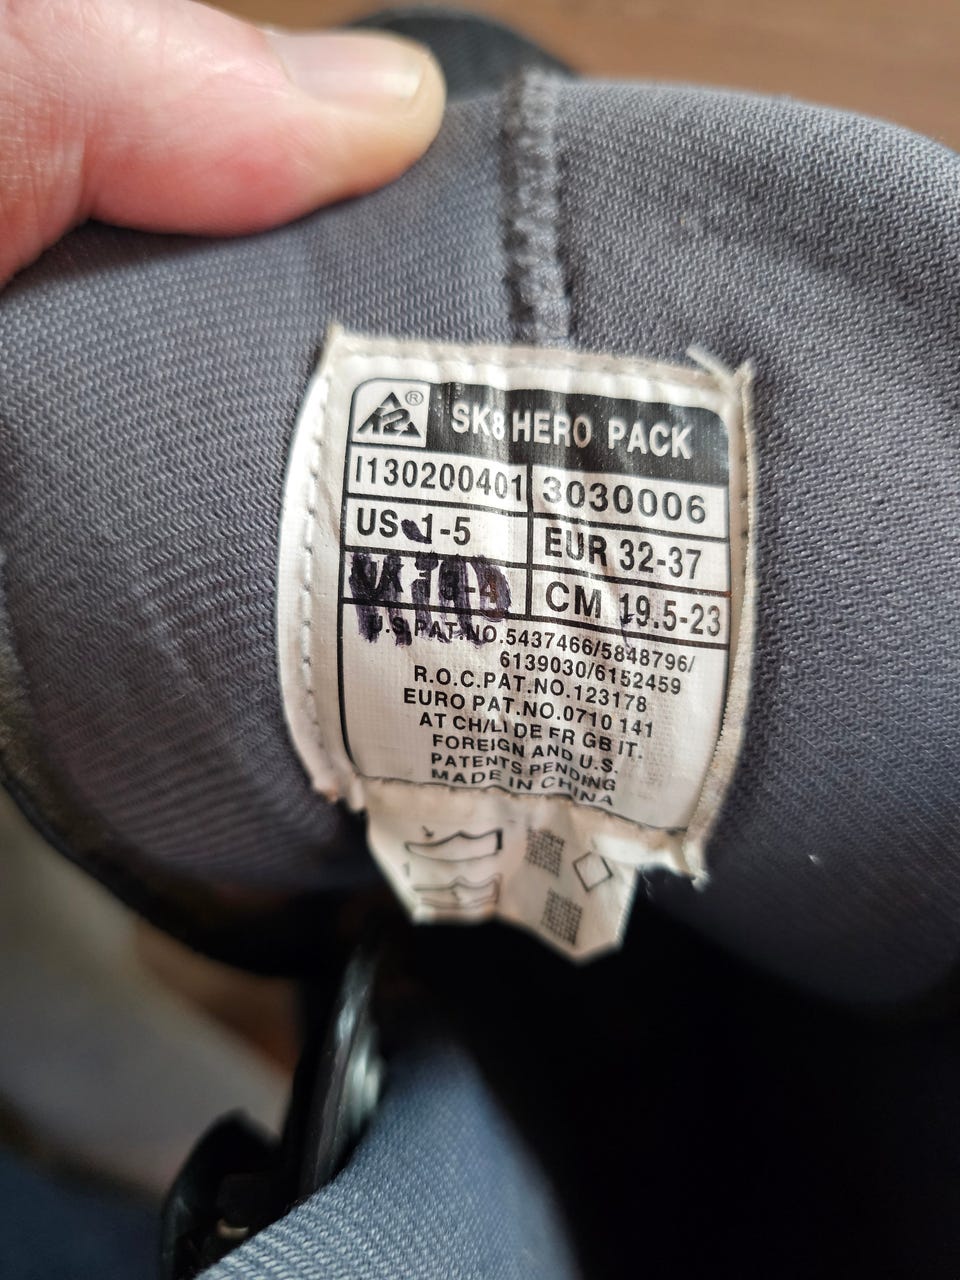 K2®
SK8 HERO PACK
I130200401 3030006
US 1-5 EUR 32-37
UK CM 19.5-23
U.S.PAT.NO.5437466/5848796/
6139030/6152459
R.O.C.PAT.NO.123178
EURO PAT.NO.0710 141
AT CH/LI DE FR GB IT.
FOREIGN AND U.S.
PATENTS PENDING
MADE IN CHINA